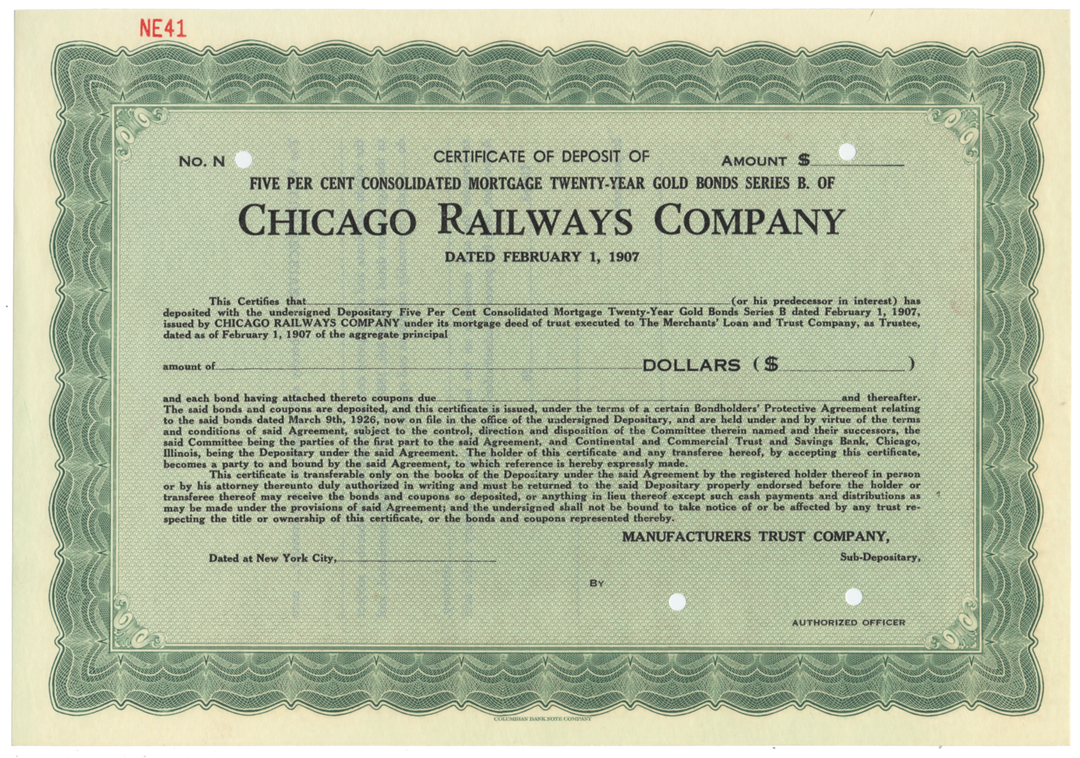 NE41
No. N
CERTIFICATE OF DEPOSIT OF
AMOUNT $
FIVE PER CENT CONSOLIDATED MORTGAGE TWENTY-YEAR GOLD BONDS SERIES B. OF
CHICAGO RAILWAYS COMPANY
DATED FEBRUARY 1, 1907
This Certifies that (or his predecessor in interest) has
deposited with the undersigned Depositary Five Per Cent Consolidated Mortgage Twenty-Year Gold Bonds Series B dated February 1, 1907,
issued by CHICAGO RAILWAYS COMPANY under its mortgage deed of trust executed to The Merchants' Loan and Trust Company, as Trustee,
dated as of February 1, 1907 of the aggregate principal
amount of DOLLARS ($ )
and each bond having attached thereto coupons due and thereafter.
The said bonds and coupons are deposited, and this certificate is issued, under the terms of a certain Bondholders' Protective Agreement relating
to the said bonds dated March 9th, 1926, now on file in the office of the undersigned Depositary, and are held under and by virtue of the terms
and conditions of said Agreement, subject to the control, direction and disposition of the Committee therein named and their successors, the
said Committee being the parties of the first part to the said Agreement, and Continental and Commercial Trust and Savings Bank, Chicago,
Illinois, being the Depositary under the said Agreement. The holder of this certificate and any transferee hereof, by accepting this certificate,
becomes a party to and bound by the said Agreement, to which reference is hereby expressly made.
This certificate is transferable only on the books of the Depositary under the said Agreement by the registered holder thereof in person
or by his attorney thereunto duly authorized in writing and must be returned to the said Depositary properly endorsed before the holder or
transferee thereof may receive the bonds and coupons so deposited, or anything in lieu thereof except such cash payments and distributions as
may be made under the provisions of said Agreement; and the undersigned shall not be bound to take notice of or be affected by any trust re-
specting the title or ownership of this certificate, or the bonds and coupons represented thereby.
MANUFACTURERS TRUST COMPANY,
Dated at New York City,
Sub-Depositary,
BY
AUTHORIZED OFFICER
COLUMBIAN BANK NOTE COMPANY